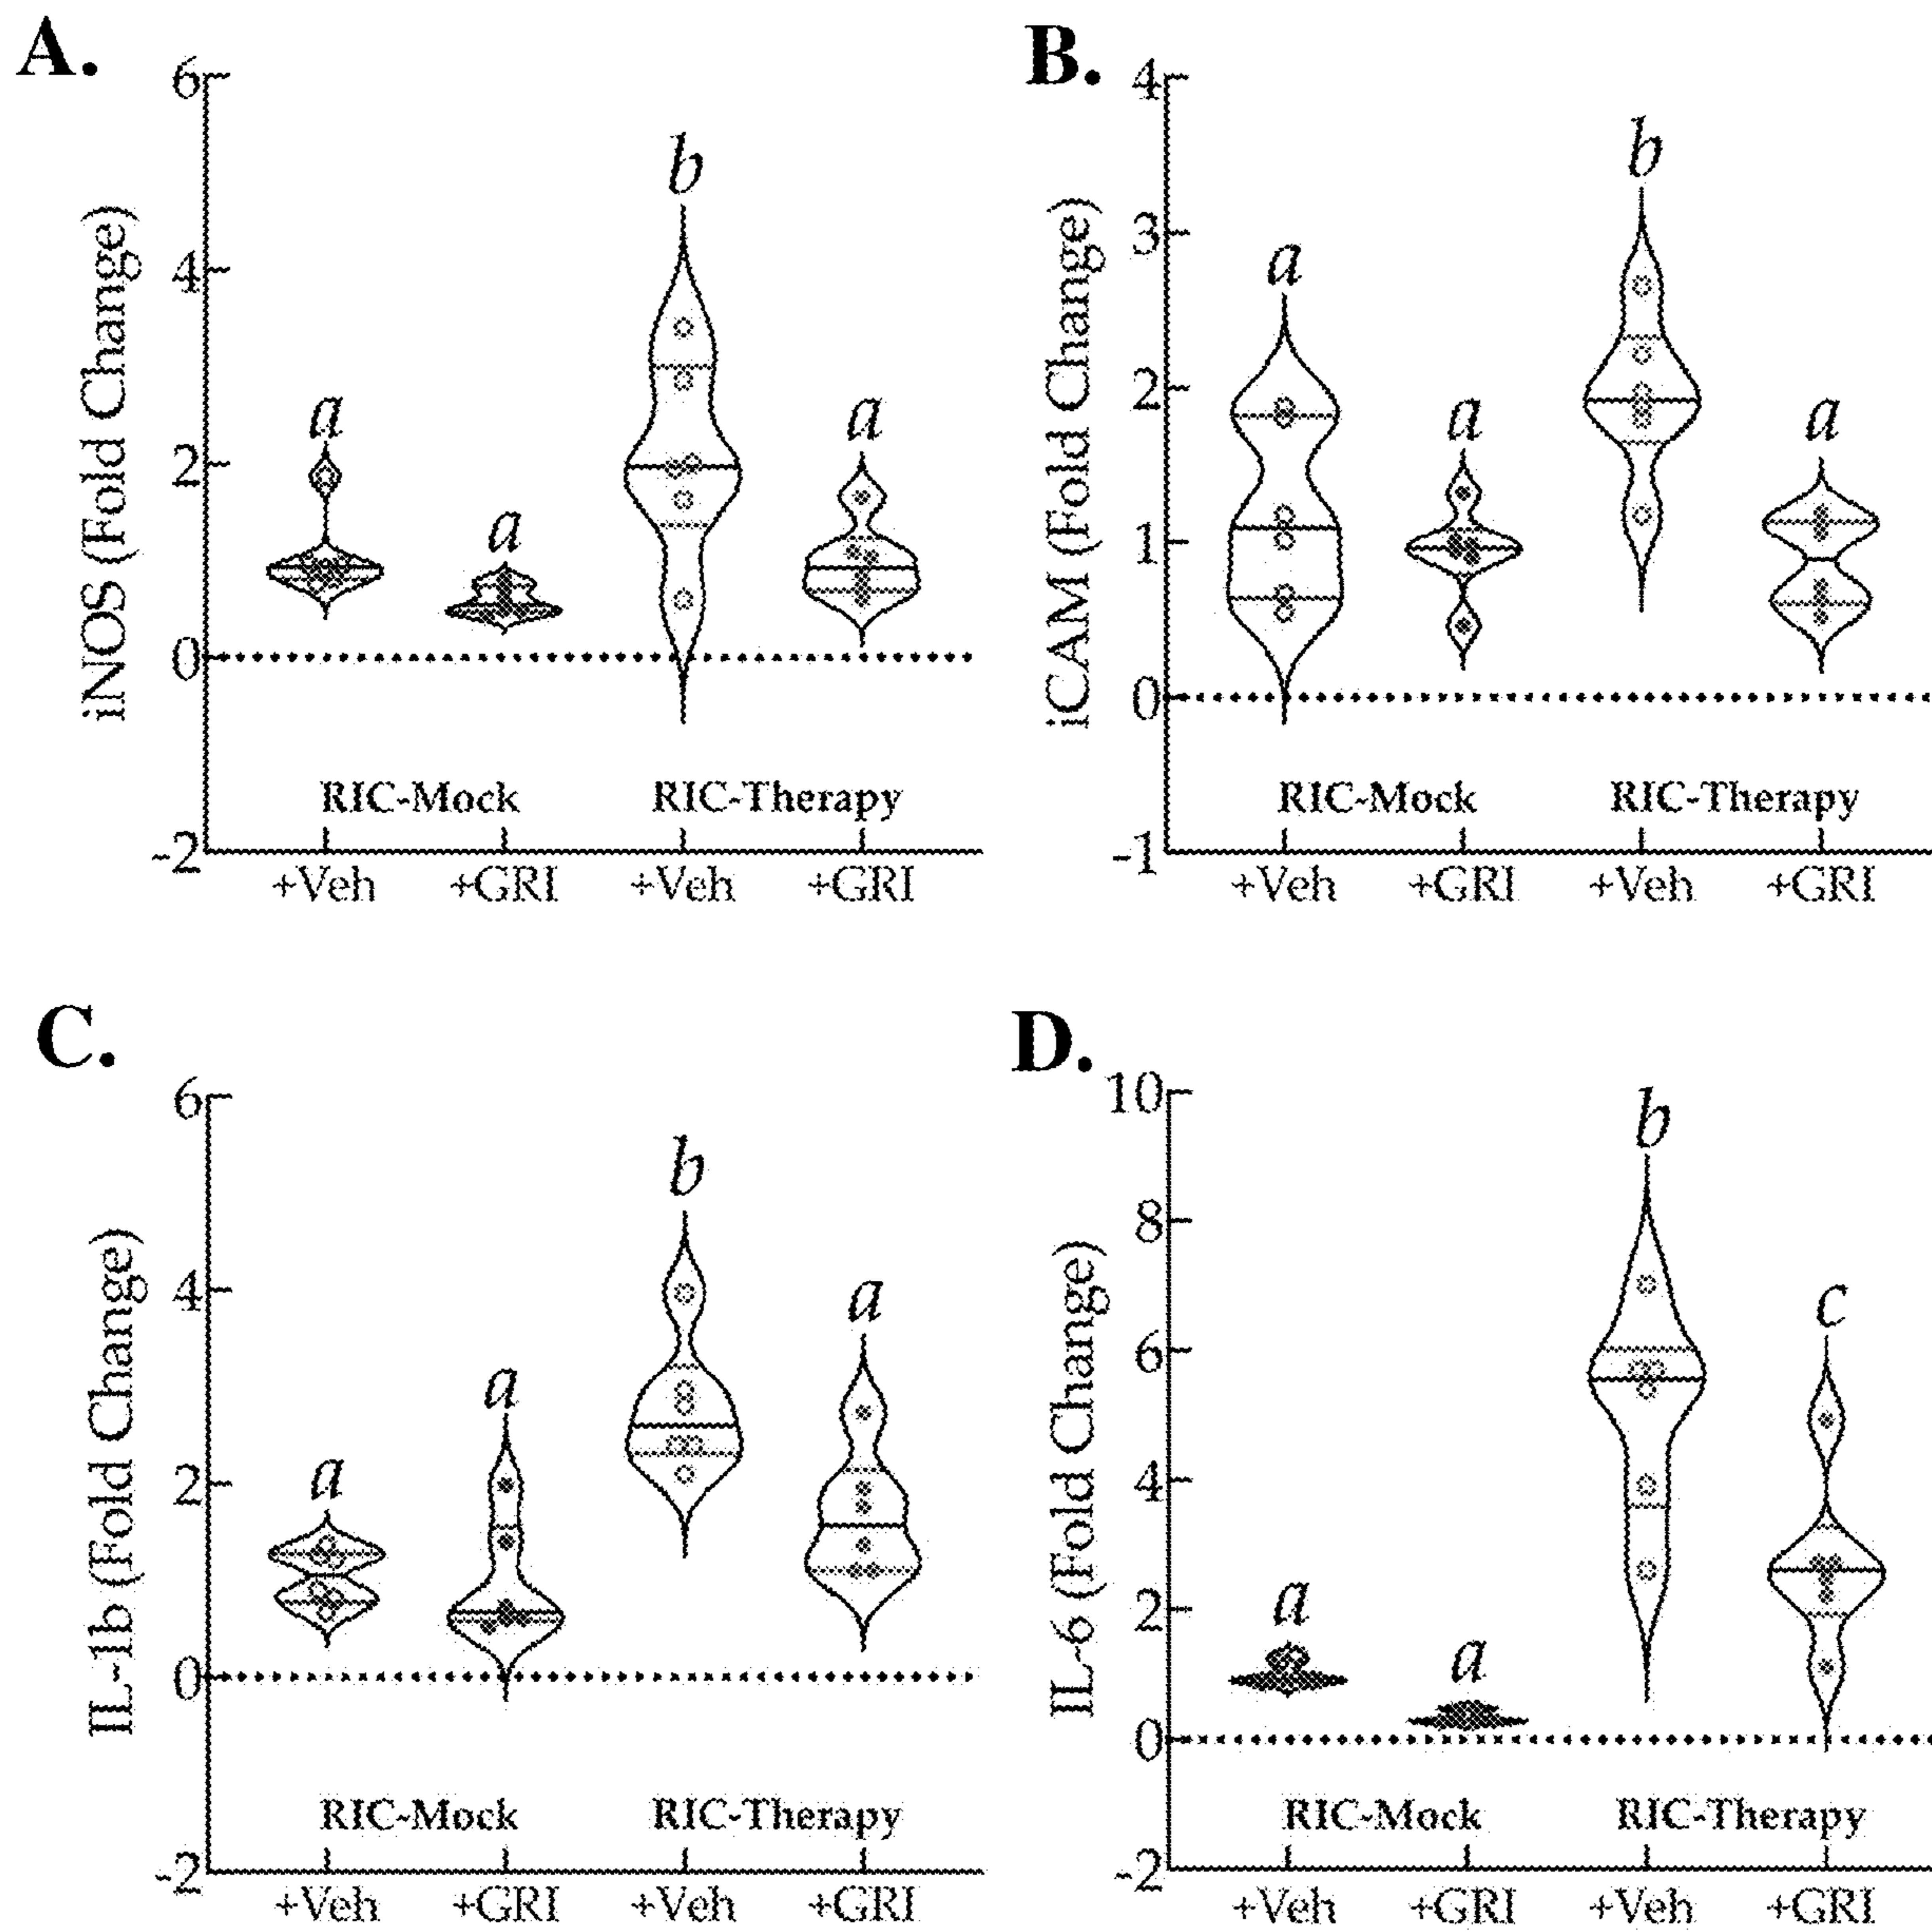 A.
iNOS (Fold Change)
6
4
2
0
-2
a
a
b
a
RIC-Mock RIC-Therapy
+Veh +GRI +Veh +GRI
B.
iCAM (Fold Change)
4
3
2
1
0
-1
a
a
b
a
RIC-Mock RIC-Therapy
+Veh +GRI +Veh +GRI
C.
IL-1b (Fold Change)
6
4
2
0
-2
a
a
b
a
RIC-Mock RIC-Therapy
+Veh +GRI +Veh +GRI
D.
IL-6 (Fold Change)
10
8
6
4
2
0
-2
a
a
b
c
RIC-Mock RIC-Therapy
+Veh +GRI +Veh +GRI